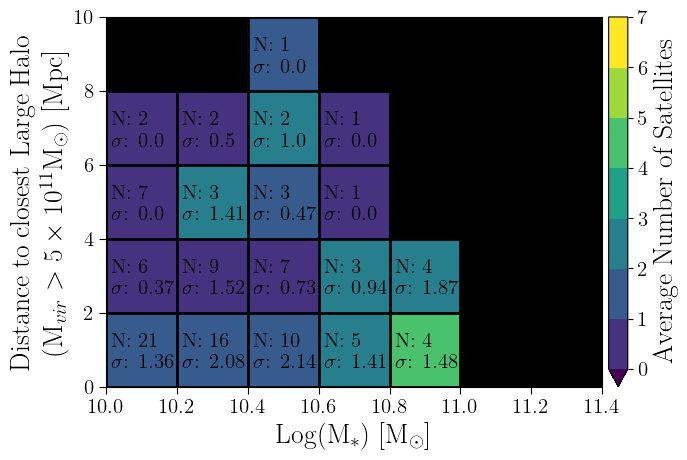 10
8
6
4
2
0
Distance to closest Large Halo
(M_{vir} > 5 × 10^{11}M_⊙) [Mpc]
N: 1
σ: 0.0
N: 2
σ: 0.0
N: 2
σ: 0.5
N: 2
σ: 1.0
N: 1
σ: 0.0
N: 7
σ: 0.0
N: 3
σ: 1.41
N: 3
σ: 0.47
N: 1
σ: 0.0
N: 6
σ: 0.37
N: 9
σ: 1.52
N: 7
σ: 0.73
N: 3
σ: 0.94
N: 4
σ: 1.87
N: 21
σ: 1.36
N: 16
σ: 2.08
N: 10
σ: 2.14
N: 5
σ: 1.41
N: 4
σ: 1.48
10.0 10.2 10.4 10.6 10.8 11.0 11.2 11.4
Log(M_*) [M_⊙]
7
6
5
4
3
2
1
0
Average Number of Satellites